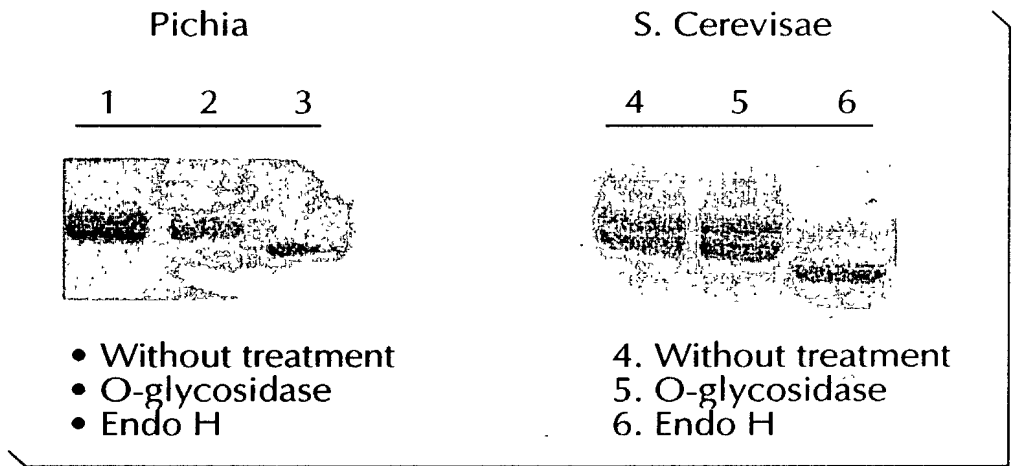 Pichia
1 2 3
• Without treatment
• O-glycosidase
• Endo H
S. Cerevisae
4 5 6
4. Without treatment
5. O-glycosidase
6. Endo H